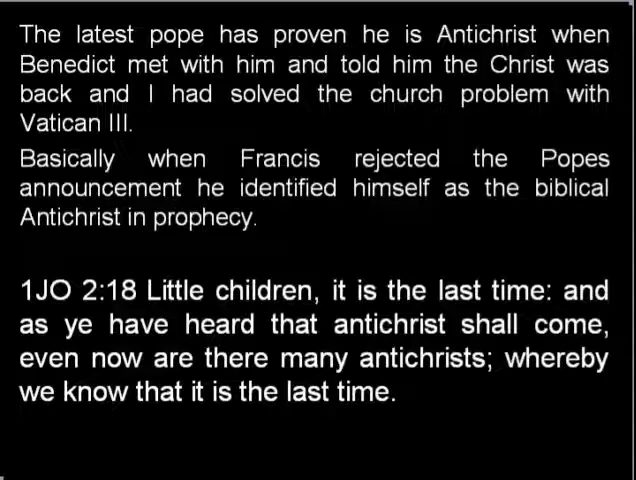 The latest pope has proven he is Antichrist when
Benedict met with him and told him the Christ was
back and I had solved the church problem with
Vatican III.
Basically when Francis rejected the Popes
announcement he identified himself as the biblical
Antichrist in prophecy.
1JO 2:18 Little children, it is the last time: and
as ye have heard that antichrist shall come,
even now are there many antichrists; whereby
we know that it is the last time.